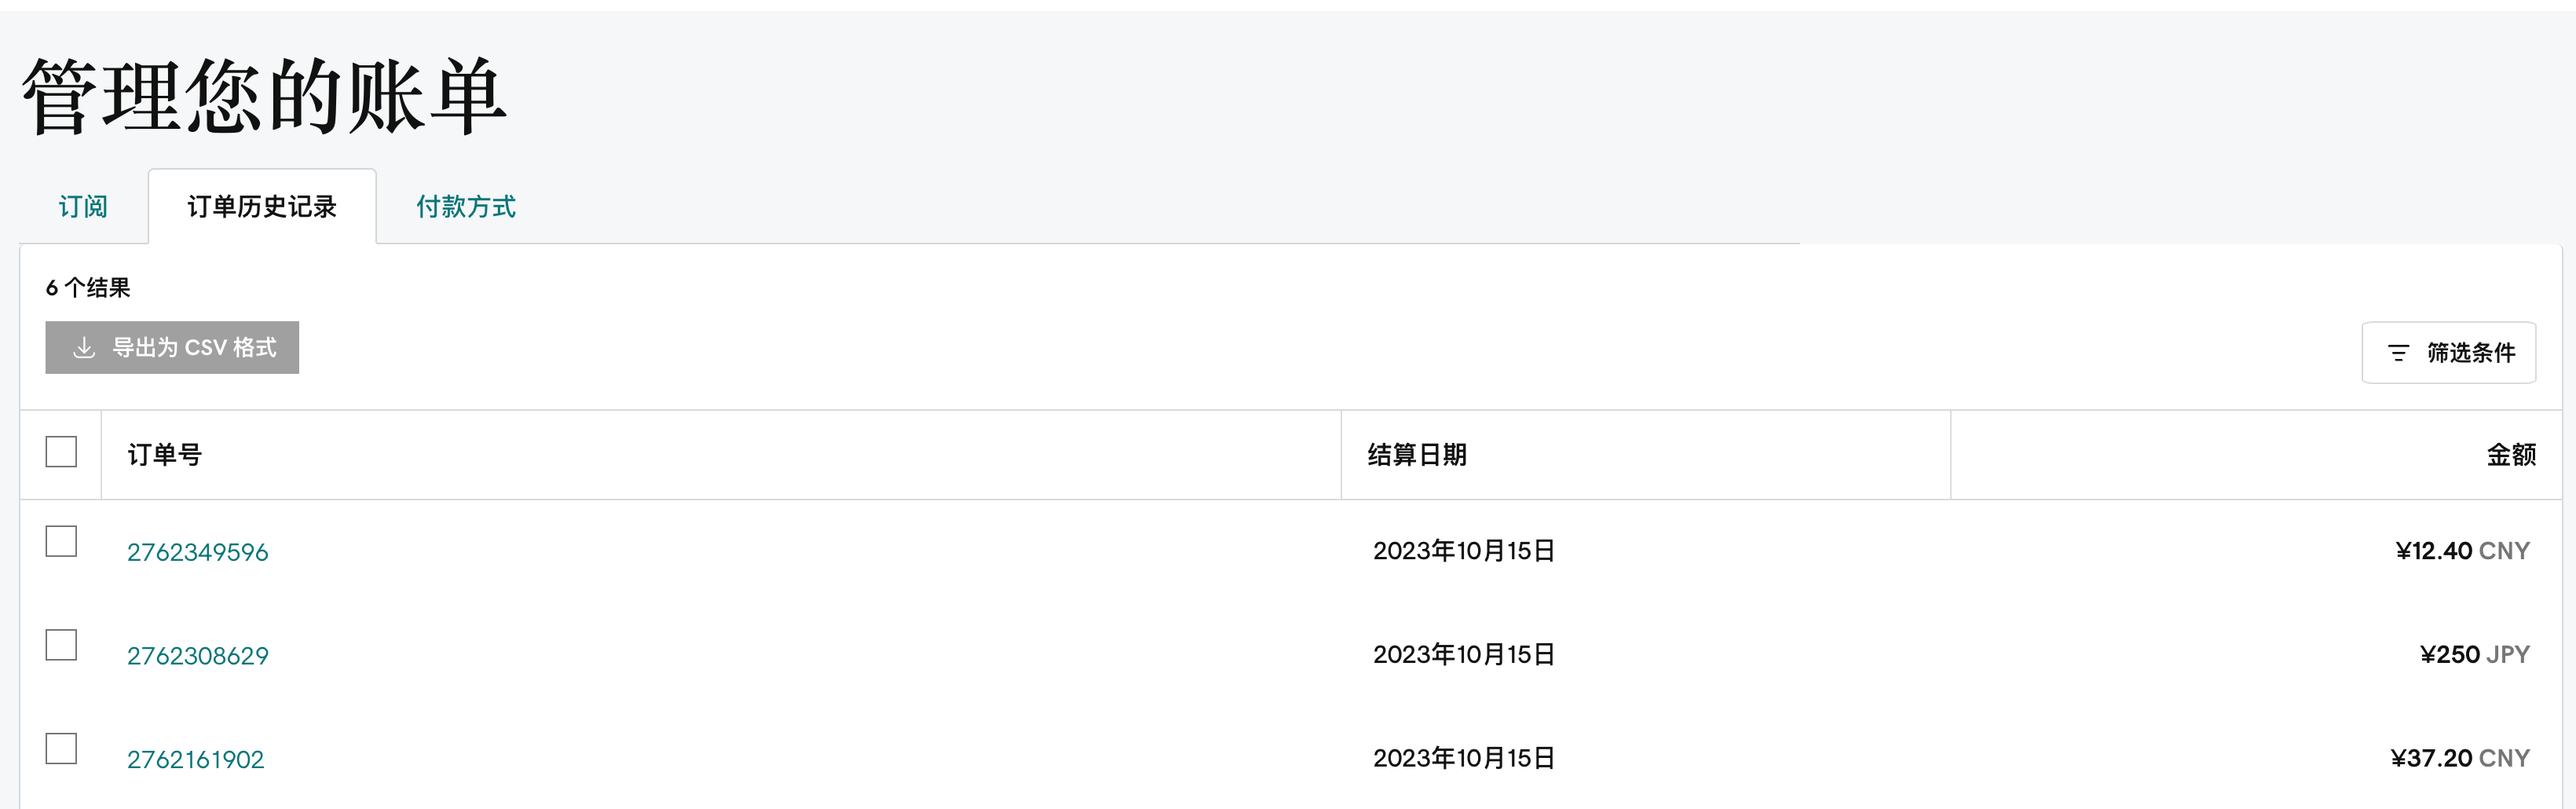 管理您的账单
订阅 订单历史记录 付款方式
6 个结果
导出为 CSV 格式 筛选条件
订单号 结算日期 金额
2762349596 2023年10月15日 ¥12.40 CNY
2762308629 2023年10月15日 ¥250 JPY
2762161902 2023年10月15日 ¥37.20 CNY